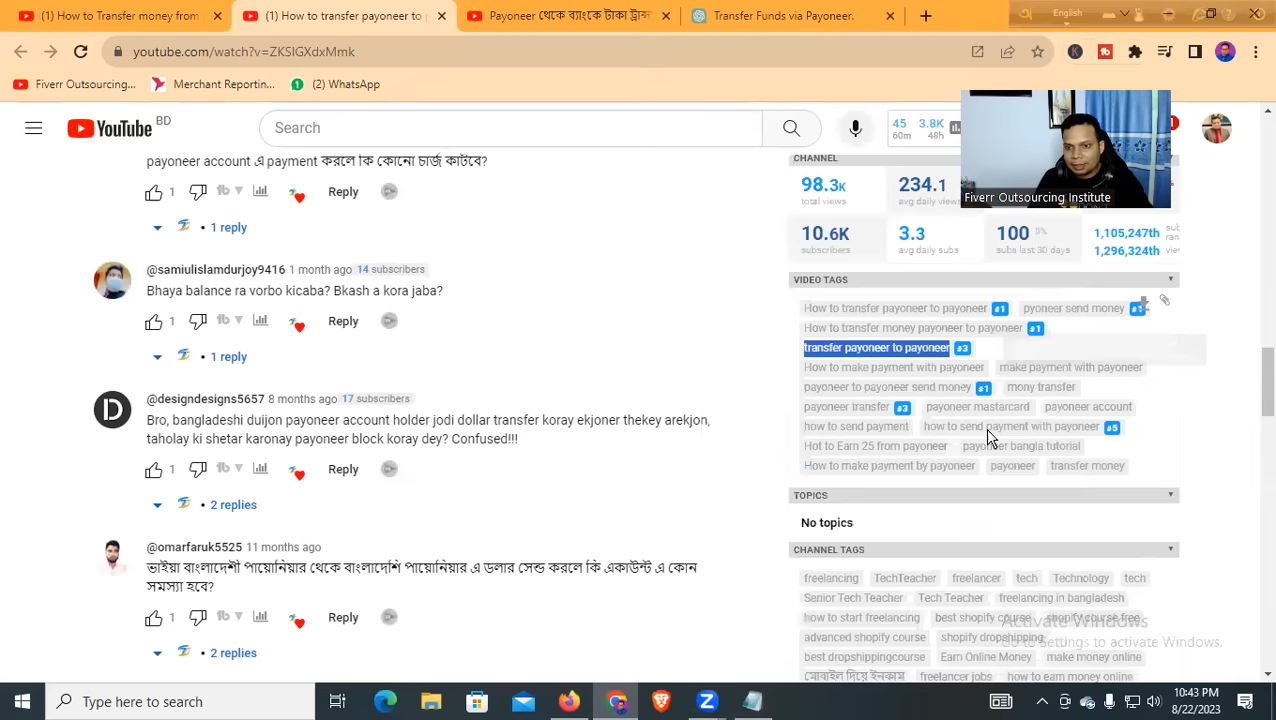 (1) How to Transfer money from
(1) How to transfer payoneer to p
Payoneer থেকে ব্যাংকে টাকা ট্রান্স
Transfer Funds via Payoneer.
English
youtube.com/watch?v=ZKSlGXdxMmk
Fiverr Outsourcing...
Merchant Reportin...
(2) WhatsApp
YouTube BD
Search
45 3.8K
60m 48h
Fiverr Outsourcing Institute
payoneer account এ payment করলে কি কোনো চার্জ কাটবে?
1 Reply
1 reply
@samiulislamdurjoy9416 1 month ago 14 subscribers
Bhaya balance ra vorbo kicaba? Bkash a kora jaba?
Reply
1 reply
@designdesigns5657 8 months ago 17 subscribers
Bro, bangladeshi duijon payoneer account holder jodi dollar transfer koray ekjoner thekey arekjon,
taholay ki shetar karonay payoneer block koray dey? Confused!!!
Reply
2 replies
@omarfaruk5525 11 months ago
ভাইয়া বাংলাদেশী পায়োনিয়ার থেকে বাংলাদেশি পায়োনিয়ার এ ডলার সেন্ড করলে কি একাউন্ট এ কোন
সমস্যা হবে?
1 Reply
2 replies
CHANNEL
98.3K 234.1
total views avg daily views
10.6K 3.3 100 0% 1,105,247th
subscribers avg daily subs subs last 30 days 1,296,324th
VIDEO TAGS
How to transfer payoneer to payoneer #1 pyoneer send money
How to transfer money payoneer to payoneer #1
transfer payoneer to payoneer #3
How to make payment with payoneer make payment with payoneer
payoneer to payoneer send money #1 mony transfer
payoneer transfer #3 payoneer mastarcard payoneer account
how to send payment how to send payment with payoneer #5
Hot to Earn 25 from payoneer payoneer bangla tutorial
How to make payment by payoneer payoneer transfer money
TOPICS
No topics
CHANNEL TAGS
freelancing TechTeacher freelancer tech Technology tech
Senior Tech Teacher Tech Teacher freelancing in bangladesh
how to start freelancing best shopify course shopify course free
advanced shopify course shopify dropshipping
best dropshippingcourse Earn Online Money make money online
মোবাইল দিয়ে ইনকাম freelancer jobs how to earn money online
Activate Windows
Go to Settings to activate Windows.
Type here to search
10:43 PM
8/22/2023